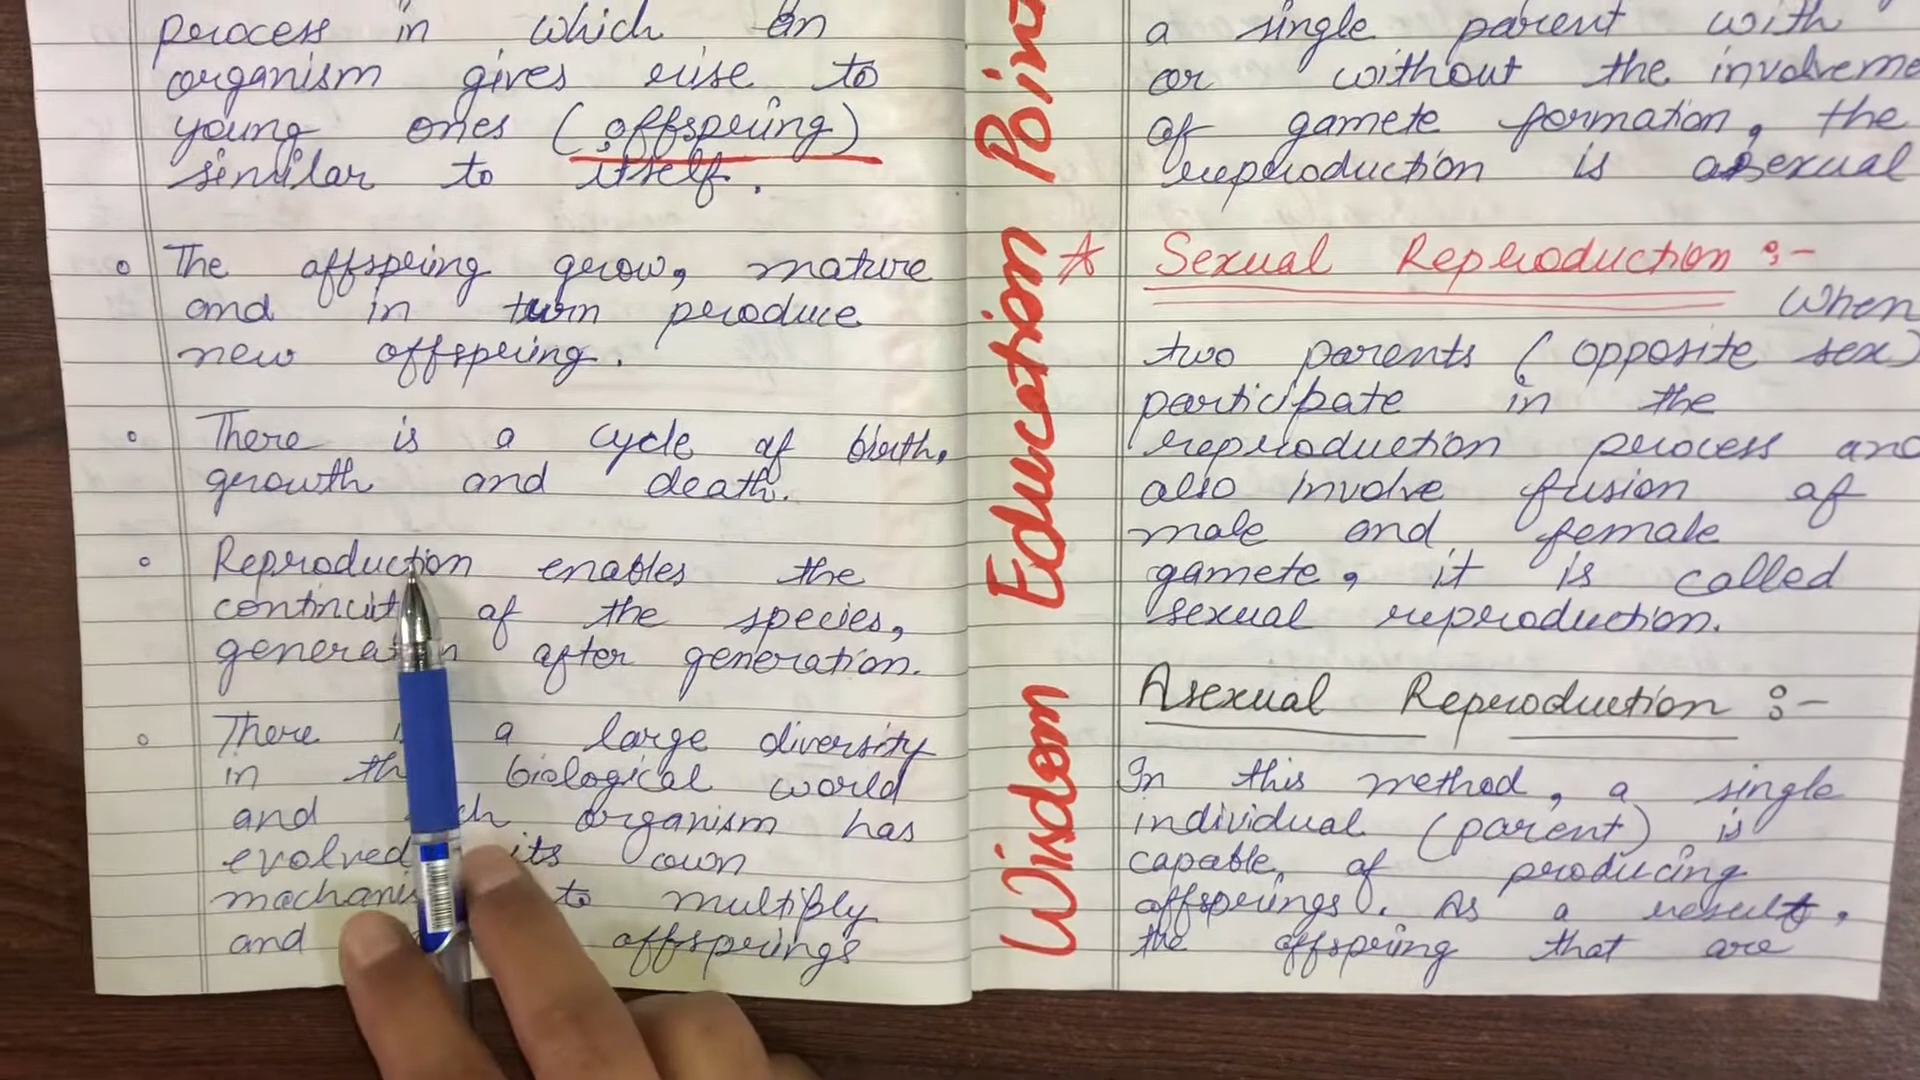 process in which an
organism gives rise to
young ones (offspring)
similar to itself.
The offspring grow, mature
and in turn produce
new offspring.
There is a cycle of birth,
growth and death.
Reproduction enables the
of the species,
after generation.
There a large diversity
in biological world
and organism has
evolved its own
to multiply
and offsprings
Wisdom Education Point
a single parent with
or without the
of gamete formation, the
reproduction is asexual
Sexual Reproduction :-
When
two parents (opposite sex)
participate in the
reproduction process and
also involve fusion of
male and female
gamete, it is called
sexual reproduction.
Asexual Reproduction :-
In this method, a single
individual (parent) is
capable of producing
offsprings. As a result,
the offspring that are